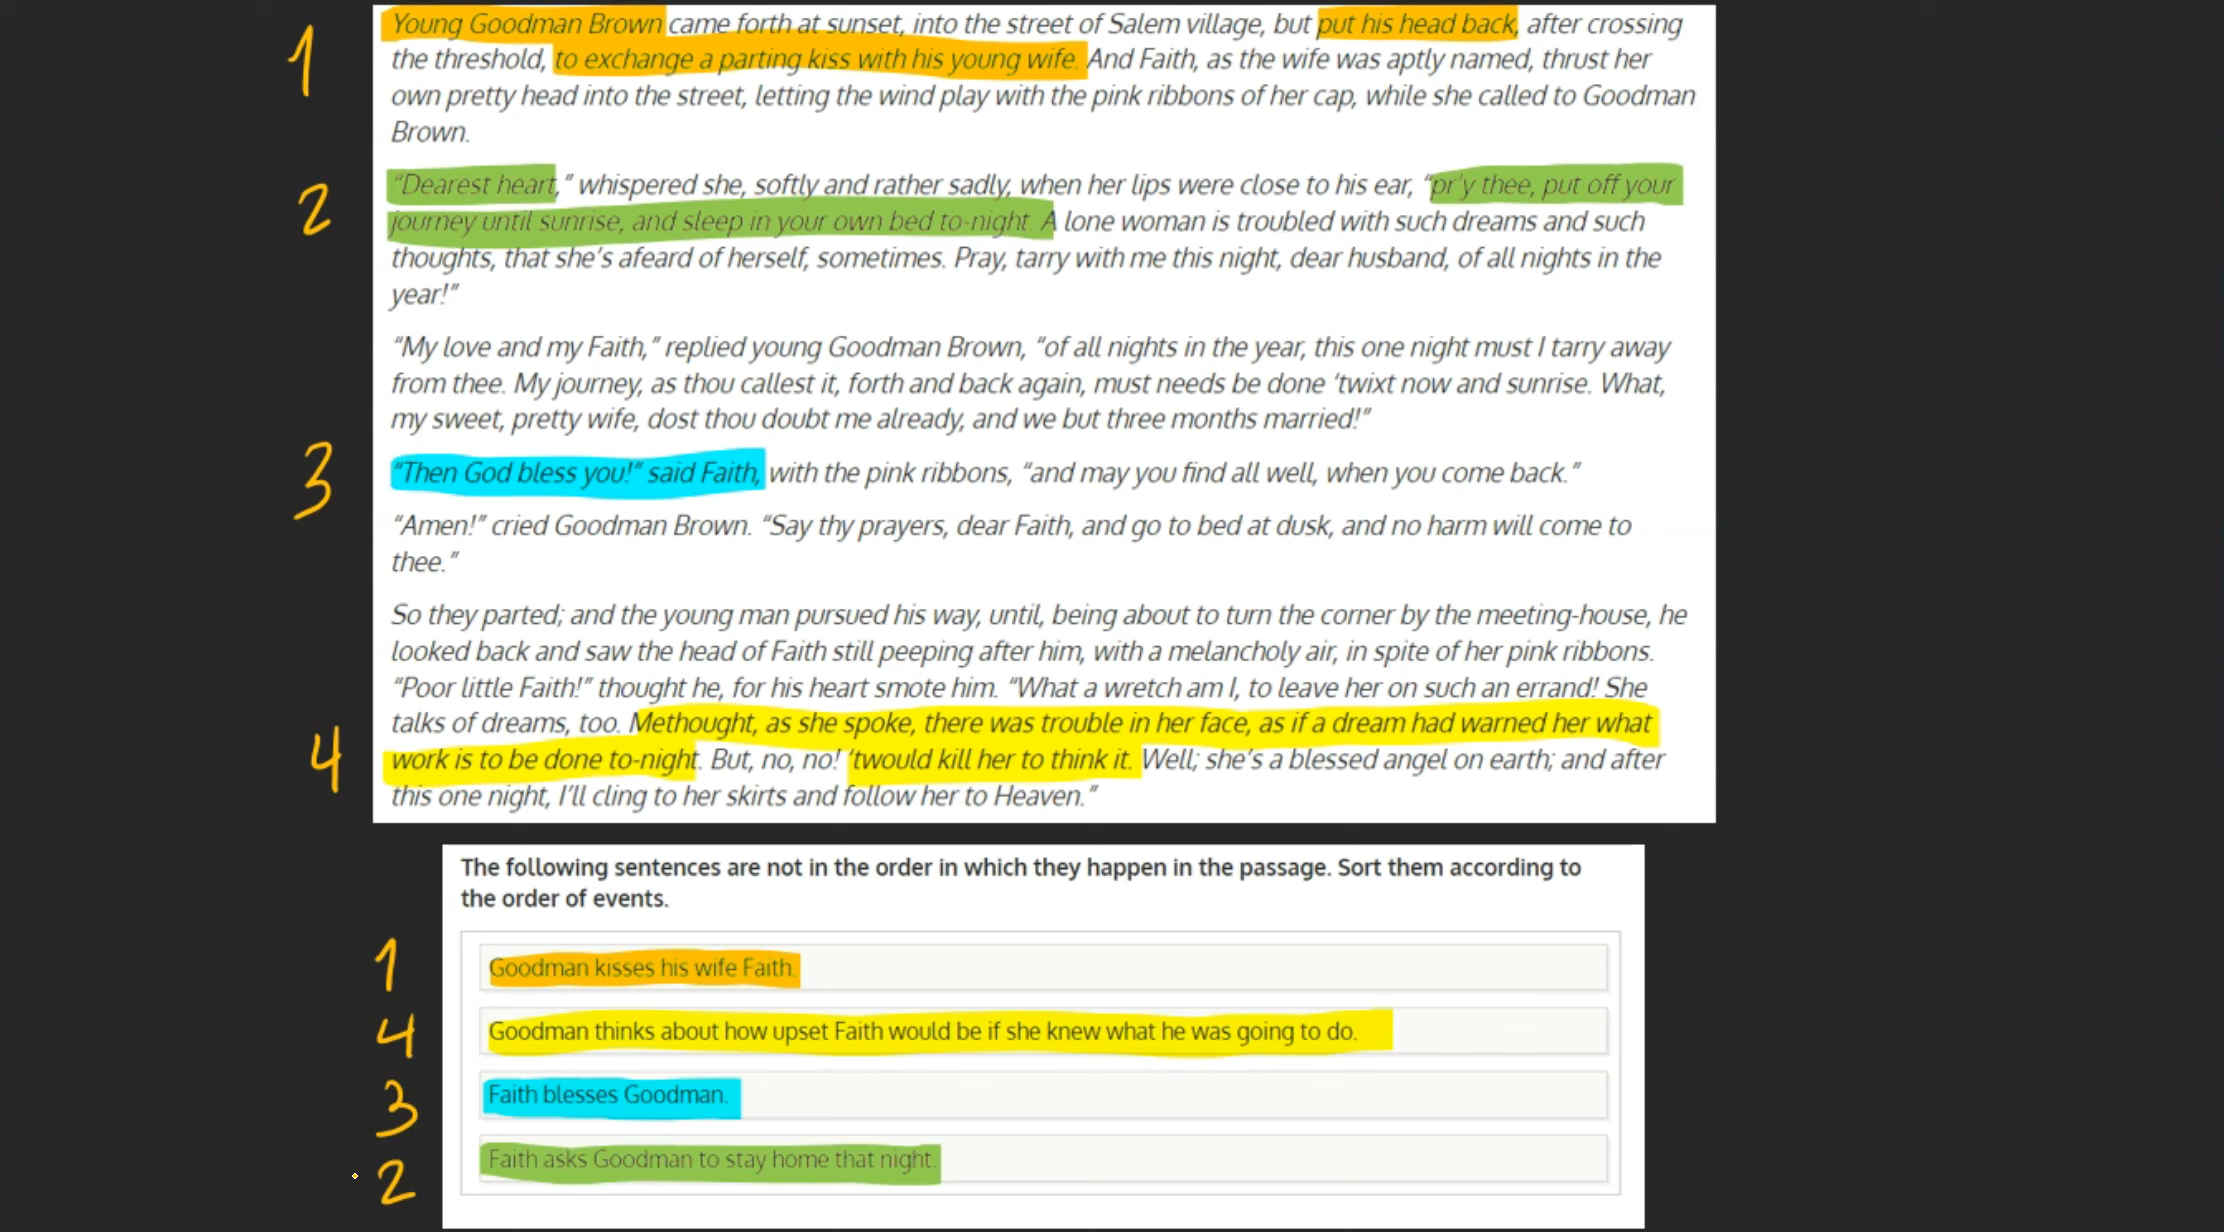 1
Young Goodman Brown came forth at sunset, into the street of Salem village, but put his head back, after crossing
the threshold, to exchange a parting kiss with his young wife. And Faith, as the wife was aptly named, thrust her
own pretty head into the street, letting the wind play with the pink ribbons of her cap, while she called to Goodman
Brown.
2
“Dearest heart,” whispered she, softly and rather sadly, when her lips were close to his ear, “pr’y thee, put off your
journey until sunrise, and sleep in your own bed to-night. A lone woman is troubled with such dreams and such
thoughts, that she’s afeard of herself, sometimes. Pray, tarry with me this night, dear husband, of all nights in the
year!”
“My love and my Faith,” replied young Goodman Brown, “of all nights in the year, this one night must I tarry away
from thee. My journey, as thou callest it, forth and back again, must needs be done ‘twixt now and sunrise. What,
my sweet, pretty wife, dost thou doubt me already, and we but three months married!”
3
“Then God bless you!” said Faith, with the pink ribbons, “and may you find all well, when you come back.”
“Amen!” cried Goodman Brown. “Say thy prayers, dear Faith, and go to bed at dusk, and no harm will come to
thee.”
So they parted; and the young man pursued his way, until, being about to turn the corner by the meeting-house, he
looked back and saw the head of Faith still peeping after him, with a melancholy air, in spite of her pink ribbons.
“Poor little Faith!” thought he, for his heart smote him. “What a wretch am I, to leave her on such an errand! She
talks of dreams, too. Methought, as she spoke, there was trouble in her face, as if a dream had warned her what
4
work is to be done to-night. But, no, no! ‘twould kill her to think it. Well; she’s a blessed angel on earth; and after
this one night, I’ll cling to her skirts and follow her to Heaven.”
The following sentences are not in the order in which they happen in the passage. Sort them according to
the order of events.
1
Goodman kisses his wife Faith.
4
Goodman thinks about how upset Faith would be if she knew what he was going to do.
3
Faith blesses Goodman.
2
Faith asks Goodman to stay home that night.